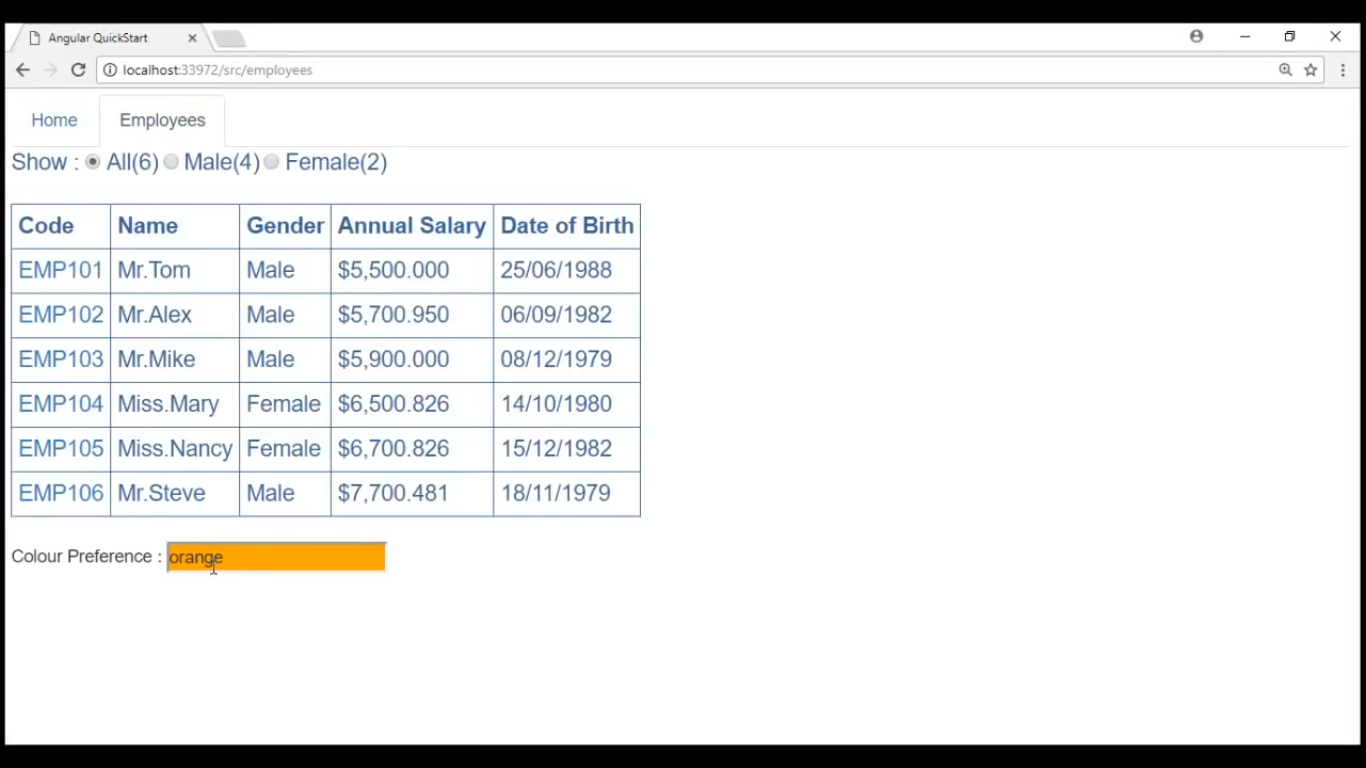 Angular QuickStart
localhost:33972/src/employees
Home Employees
Show : All(6) Male(4) Female(2)
Code Name Gender Annual Salary Date of Birth
EMP101 Mr.Tom Male $5,500.000 25/06/1988
EMP102 Mr.Alex Male $5,700.950 06/09/1982
EMP103 Mr.Mike Male $5,900.000 08/12/1979
EMP104 Miss.Mary Female $6,500.826 14/10/1980
EMP105 Miss.Nancy Female $6,700.826 15/12/1982
EMP106 Mr.Steve Male $7,700.481 18/11/1979
Colour Preference : orange